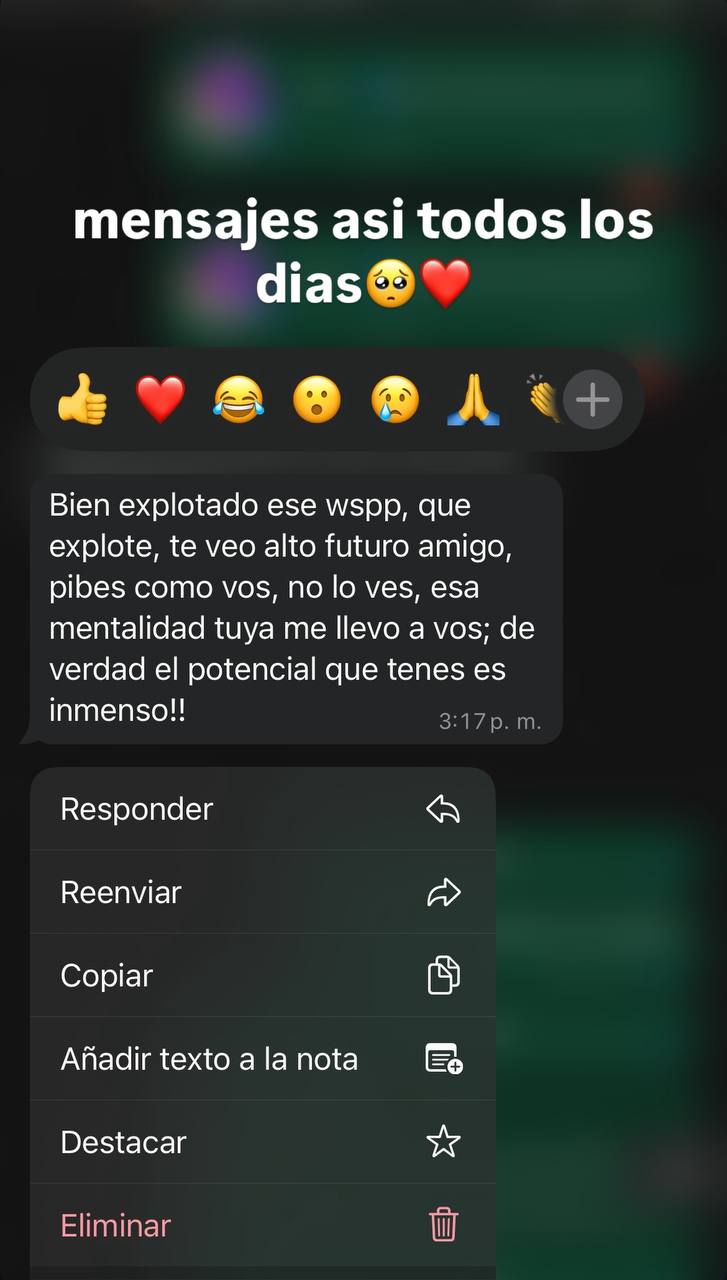 mensajes asi todos los
dias🥺❤️
👍❤️😂😮😢🙏👏
Bien explotado ese wspp, que
explote, te veo alto futuro amigo,
pibes como vos, no lo ves, esa
mentalidad tuya me llevo a vos; de
verdad el potencial que tenes es
inmenso!!
3:17 p. m.
Responder
Reenviar
Copiar
Añadir texto a la nota
Destacar
Eliminar